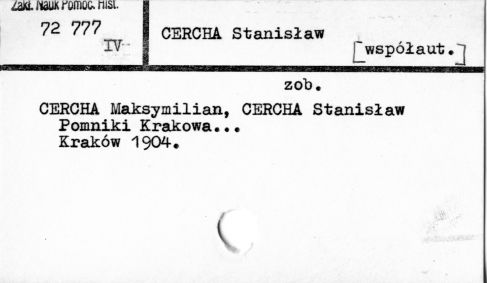 Zakł. Nauk Pomoc. Hist.
72 777
IV
CERCHA Stanisław
[współaut.]
zob.
CERCHA Maksymilian, CERCHA Stanisław
Pomniki Krakowa...
Kraków 1904.